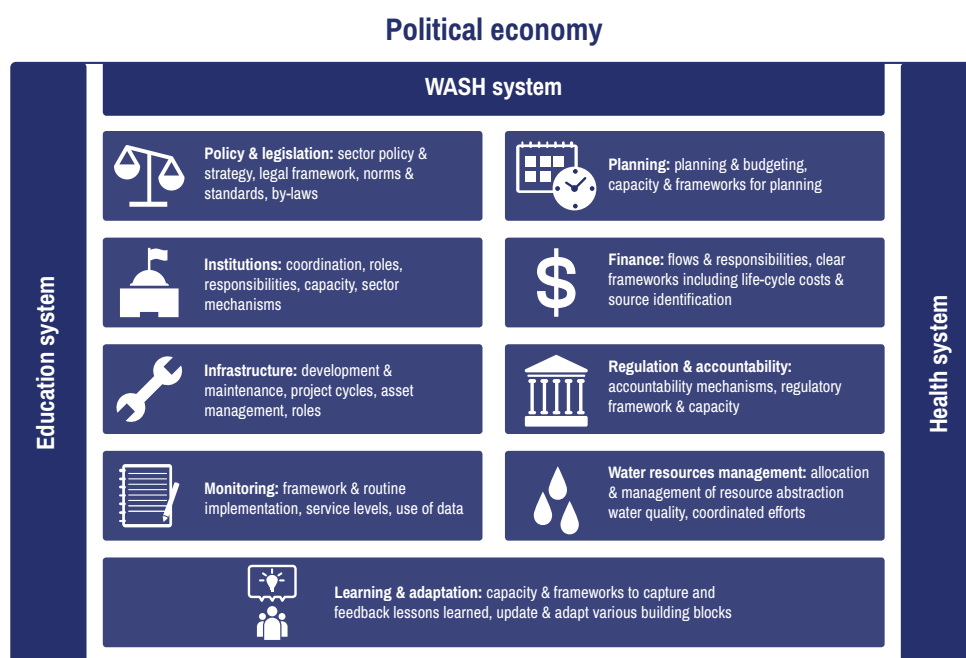 Political economy
WASH system
Education system
Health system
Policy & legislation: sector policy &
strategy, legal framework, norms &
standards, by-laws
Planning: planning & budgeting,
capacity & frameworks for planning
Institutions: coordination, roles,
responsibilities, capacity, sector
mechanisms
Finance: flows & responsibilities, clear
frameworks including life-cycle costs &
source identification
Infrastructure: development &
maintenance, project cycles, asset
management, roles
Regulation & accountability:
accountability mechanisms, regulatory
framework & capacity
Monitoring: framework & routine
implementation, service levels, use of data
Water resources management: allocation
& management of resource abstraction
water quality, coordinated efforts
Learning & adaptation: capacity & frameworks to capture and
feedback lessons learned, update & adapt various building blocks